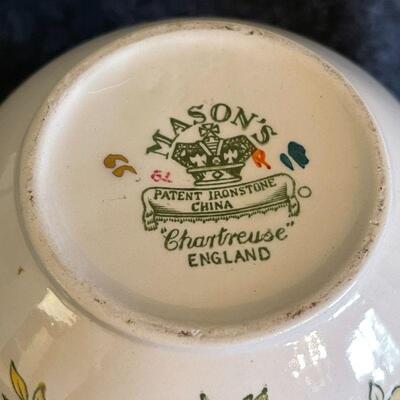 MASON'S
PATENT IRONSTONE
CHINA
"Chartreuse"
ENGLAND